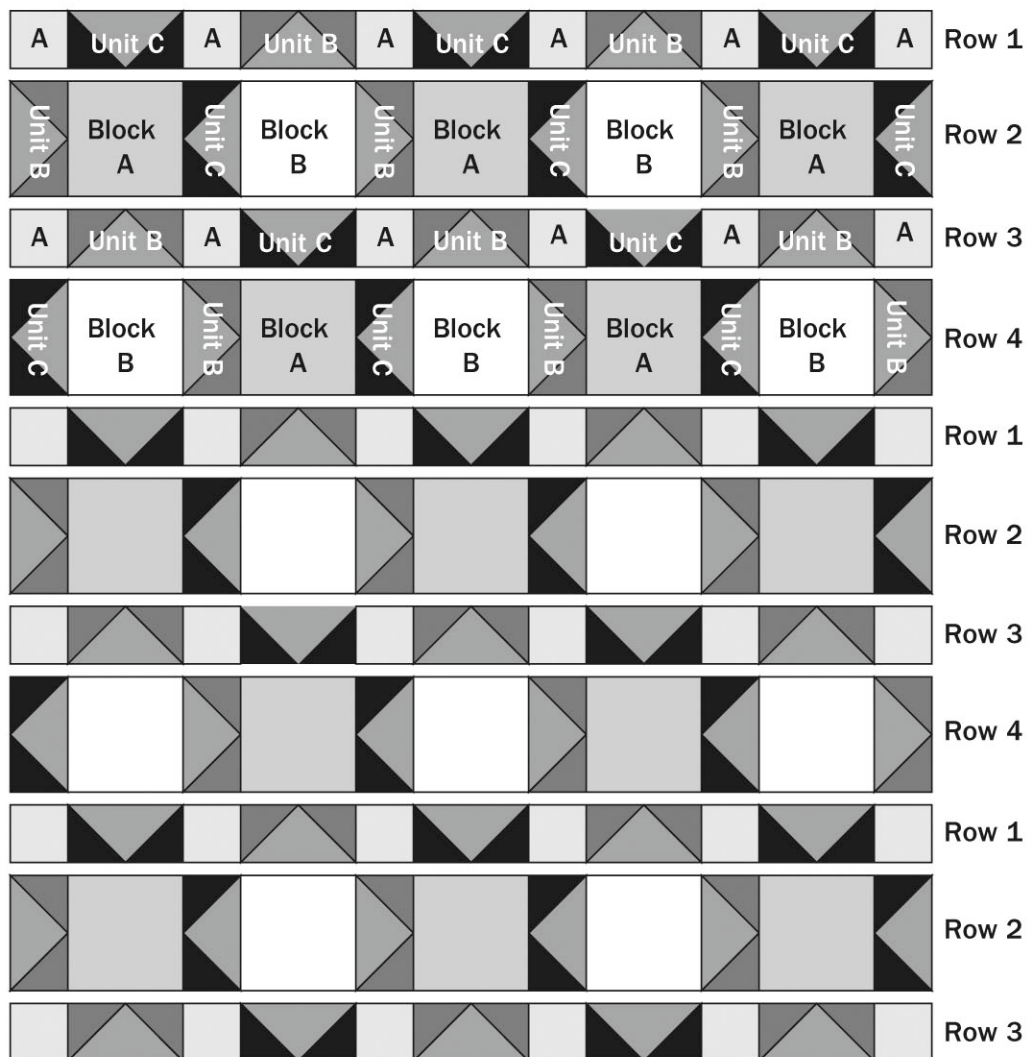 A Unit C A Unit B A Unit C A Unit B A Unit C A Row 1
Unit B Block A Unit C Block B Unit B Block A Unit C Block B Unit B Block A Unit C Row 2
A Unit B A Unit C A Unit B A Unit C A Unit B A Row 3
Unit C Block B Unit B Block A Unit C Block B Unit B Block A Unit C Block B Unit B Row 4
Row 1
Row 2
Row 3
Row 4
Row 1
Row 2
Row 3